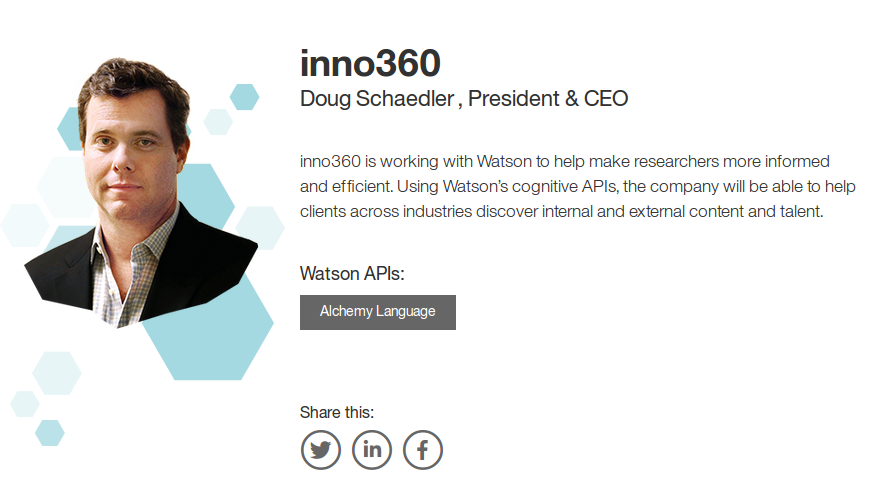 inno360
Doug Schaedler , President & CEO
inno360 is working with Watson to help make researchers more informed
and efficient. Using Watson’s cognitive APIs, the company will be able to help
clients across industries discover internal and external content and talent.
Watson APIs:
Alchemy Language
Share this:
in
f